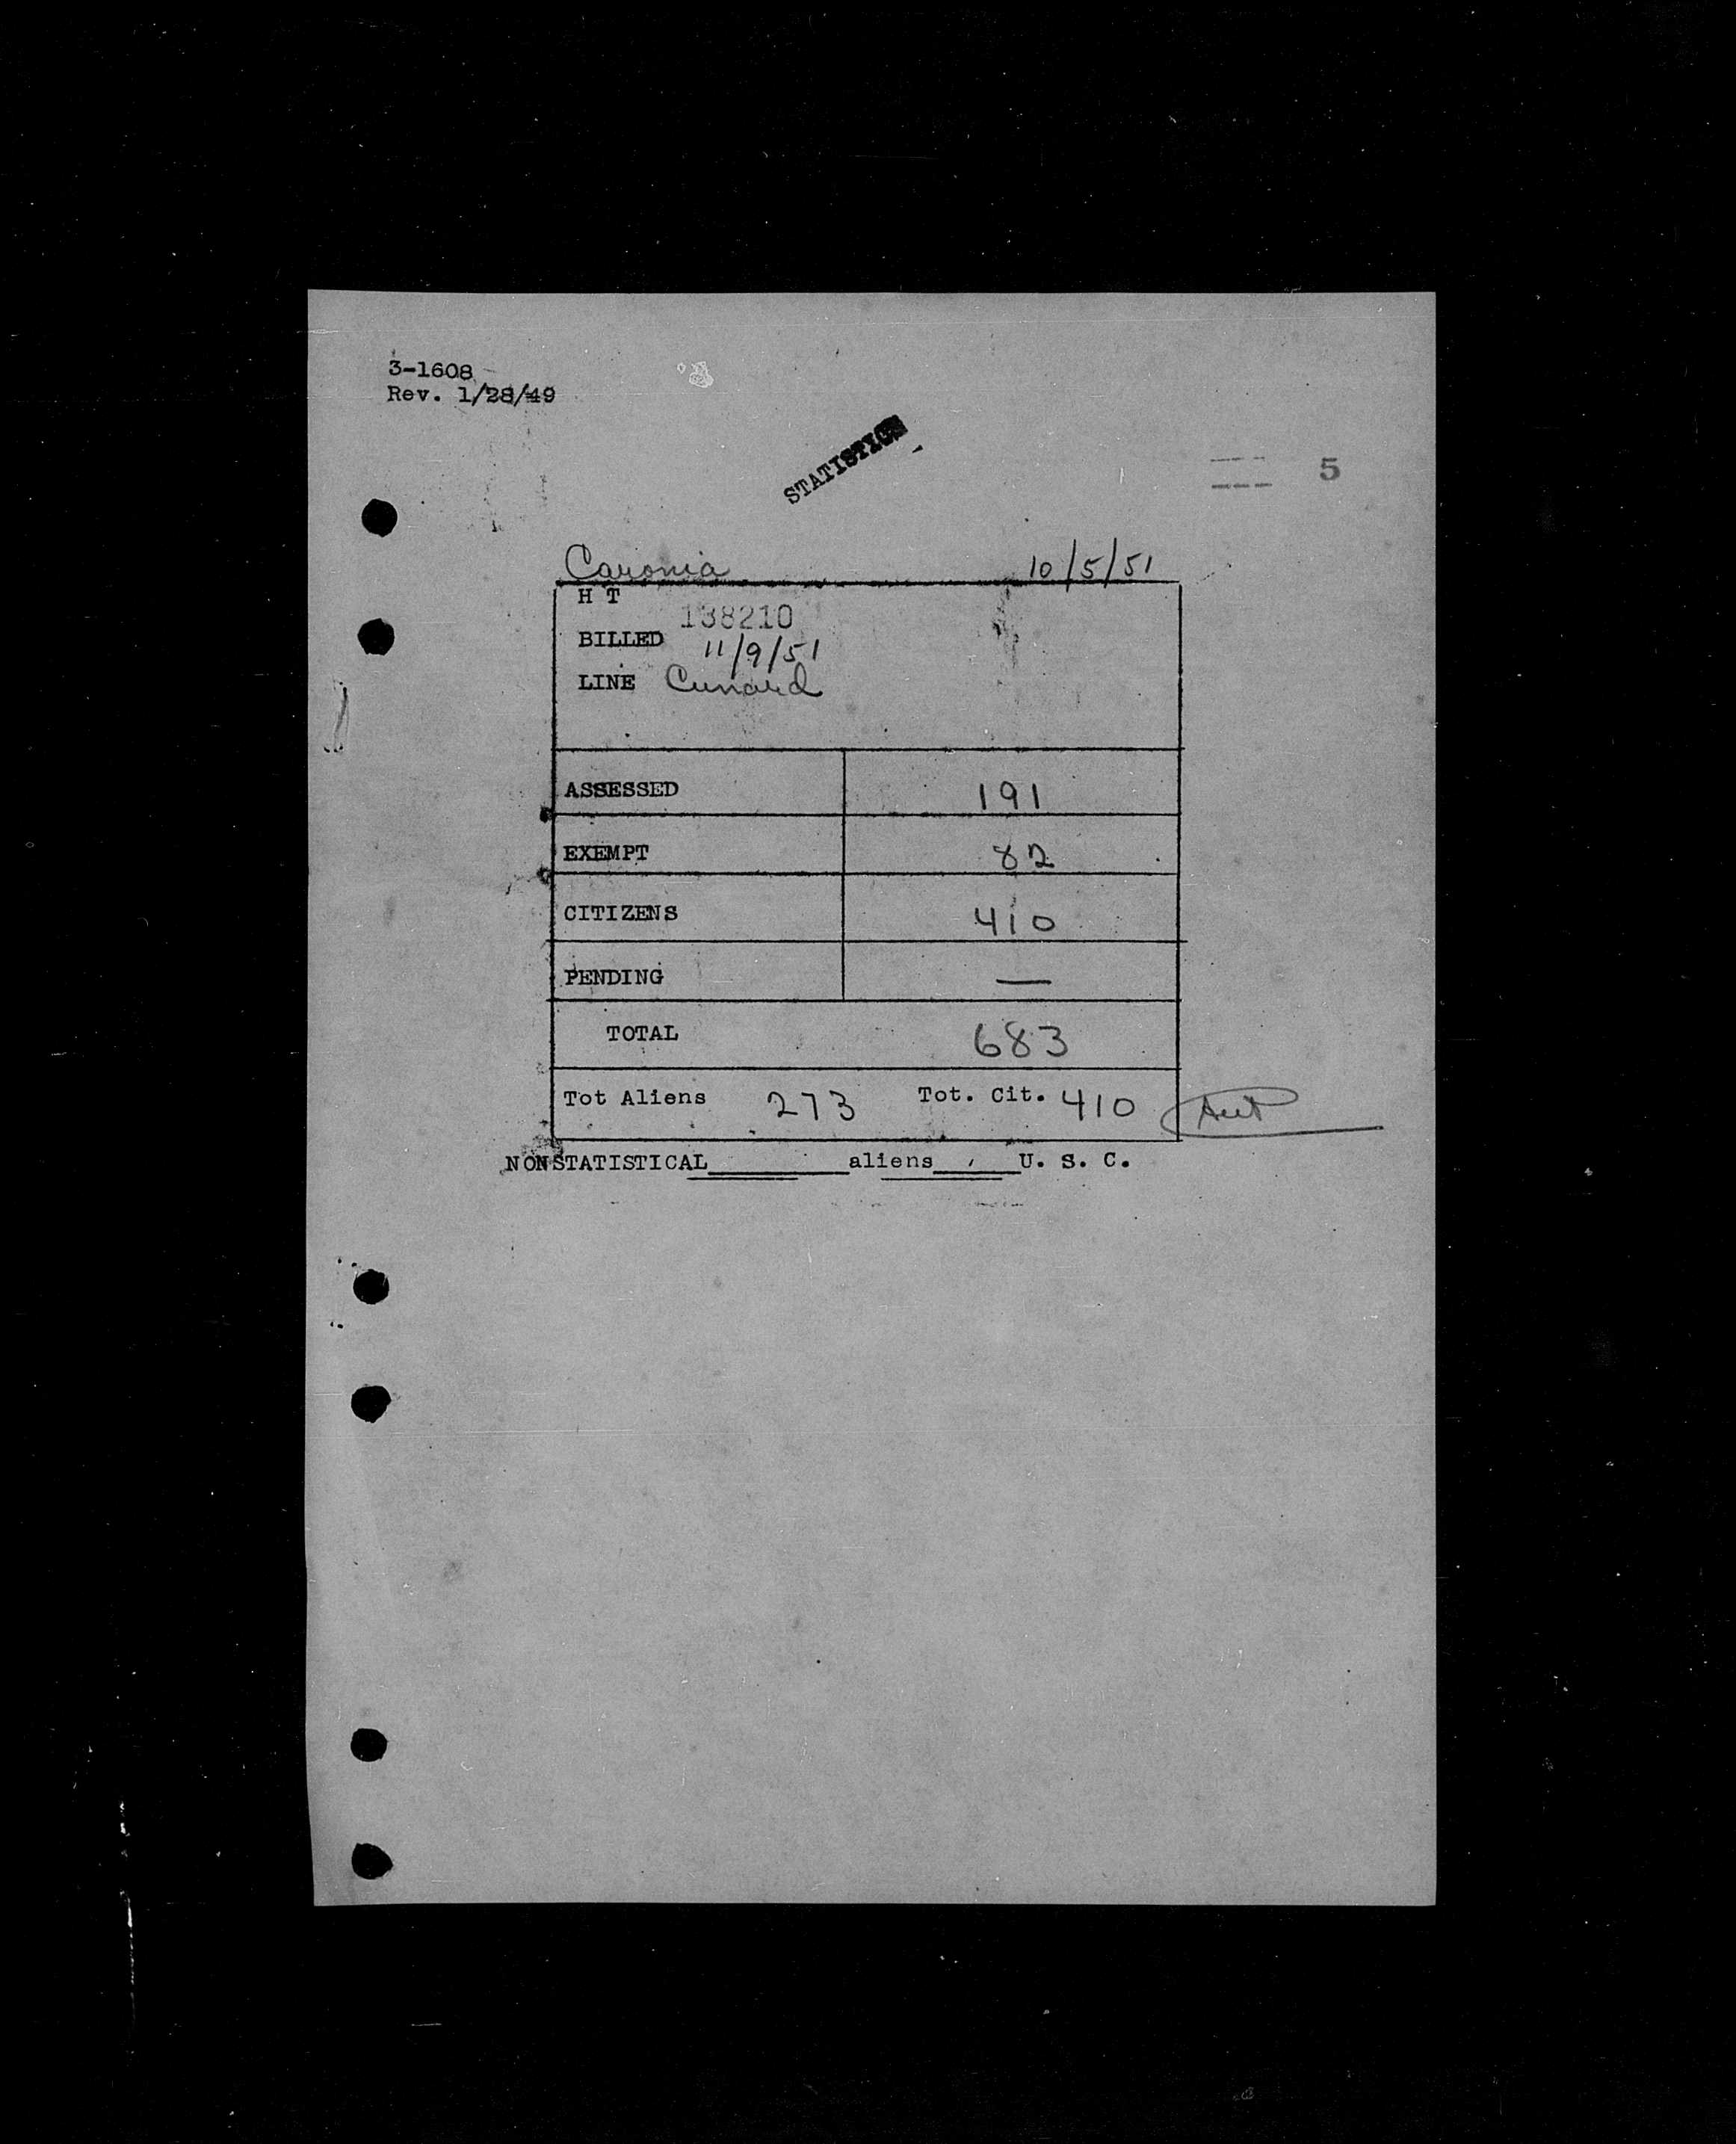 3-1608
Rev. 1/28/49
STATISTICS
5
Caronia 10/5/51
H T 138210
BILLED 11/9/51
LINE Cunard
ASSESSED 191
EXEMPT 82
CITIZENS 410
PENDING —
TOTAL 683
Tot Aliens 273 Tot. Cit. 410
NONSTATISTICAL aliens U. S. C.